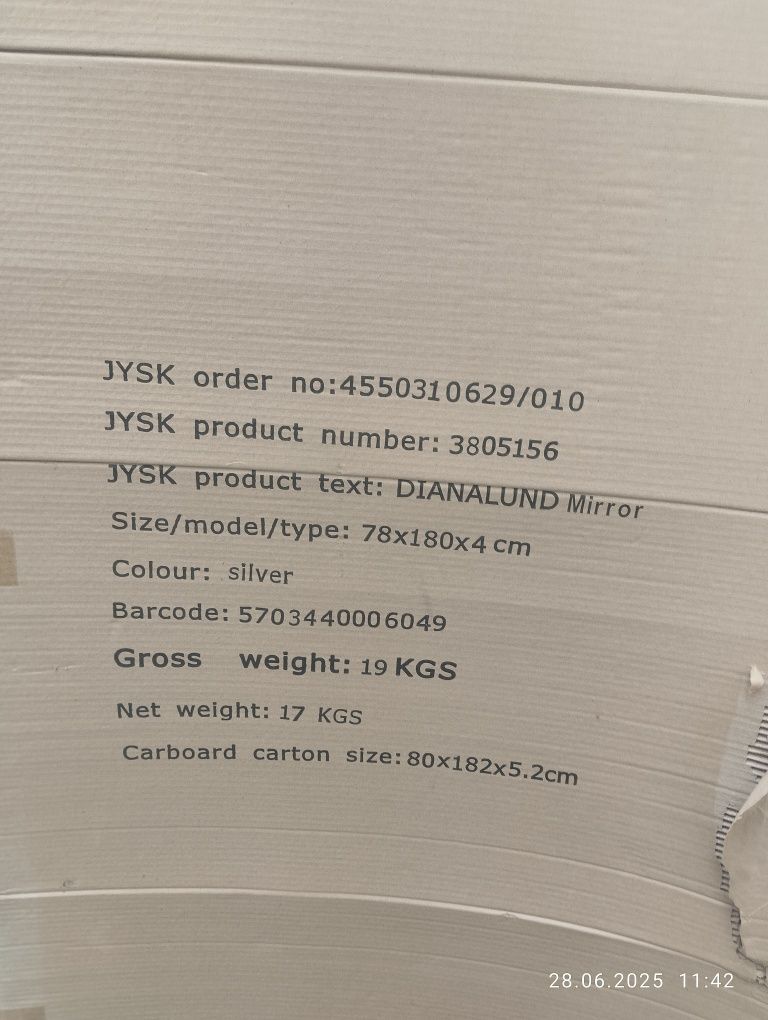 JYSK order no:4550310629/010
JYSK product number: 3805156
JYSK product text: DIANALUND Mirror
Size/model/type: 78x180x4 cm
Colour: silver
Barcode: 5703440006049
Gross weight: 19 KGS
Net weight: 17 KGS
Carboard carton size: 80x182x5.2cm
28.06.2025 11:42